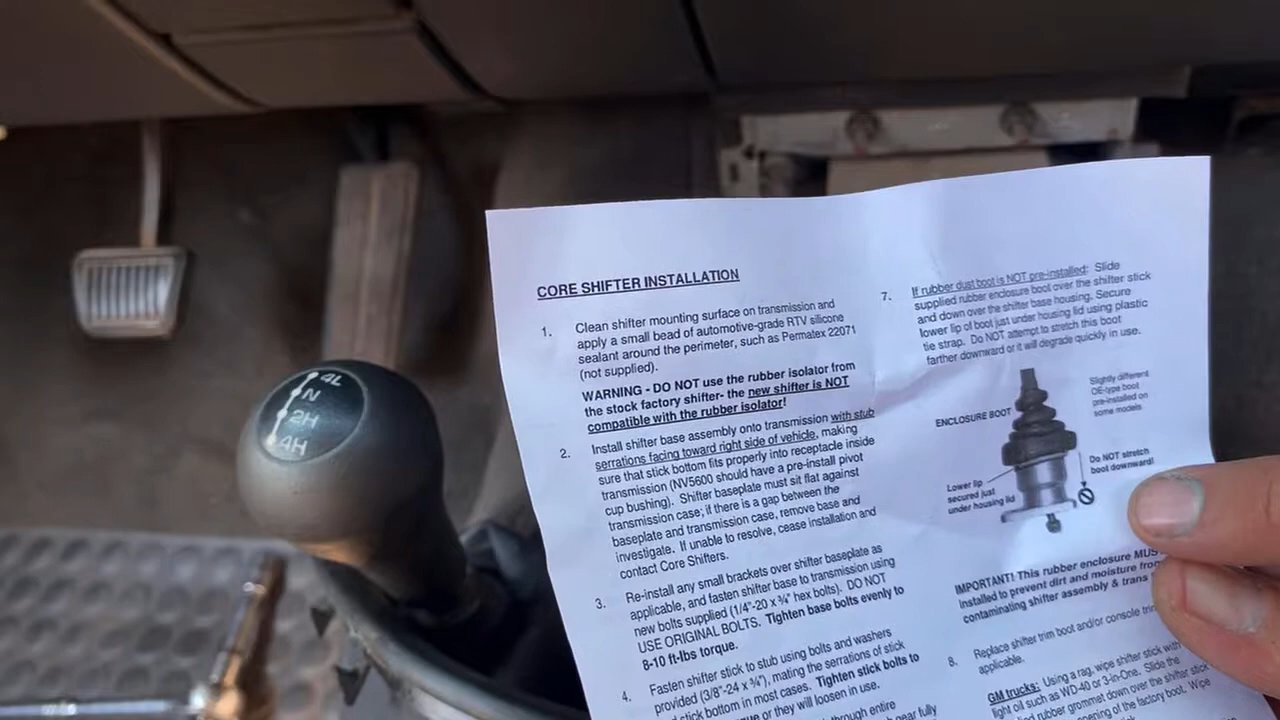 4L
N
2H
4H
CORE SHIFTER INSTALLATION
1. Clean shifter mounting surface on transmission and
apply a small bead of automotive-grade RTV silicone
sealant around the perimeter, such as Permatex 22071
(not supplied).
WARNING - DO NOT use the rubber isolator from
the stock factory shifter- the new shifter is NOT
compatible with the rubber isolator!
2. Install shifter base assembly onto transmission with stub
serrations facing toward right side of vehicle, making
sure that stick bottom fits properly into receptacle inside
transmission (NV5600 should have a pre-install pivot
cup bushing). Shifter baseplate must sit flat against
transmission case; if there is a gap between the
baseplate and transmission case, remove base and
investigate. If unable to resolve, cease installation and
contact Core Shifters.
3. Re-install any small brackets over shifter baseplate as
applicable, and fasten shifter base to transmission using
new bolts supplied (1/4"-20 x ¾" hex bolts). DO NOT
USE ORIGINAL BOLTS. Tighten base bolts evenly to
8-10 ft-lbs torque.
4. Fasten shifter stick to stub using bolts and washers
provided (3/8"-24 x ¾"), mating the serrations of stick
stick bottom in most cases. Tighten stick bolts to
or they will loosen in use.
through entire
gear fully
7. If rubber dust boot is NOT pre-installed: Slide
supplied rubber enclosure boot over the shifter stick
and down over the shifter base housing. Secure
lower lip of boot just under housing lid using plastic
tie strap. Do NOT attempt to stretch this boot
farther downward or it will degrade quickly in use.
Slightly different
OE-type boot
pre-installed on
some models
ENCLOSURE BOOT
Do NOT stretch
boot downward!
Lower lip
secured just
under housing lid
IMPORTANT! This rubber enclosure
installed to prevent dirt and moisture
contaminating shifter assembly & trans
8. Replace shifter trim boot and/or console
applicable.
GM trucks: Using a rag, wipe shifter stick with
light oil such as WD-40 or 3-in-One. Slide the
rubber grommet down over the shifter stick
opening of the factory boot. Wipe